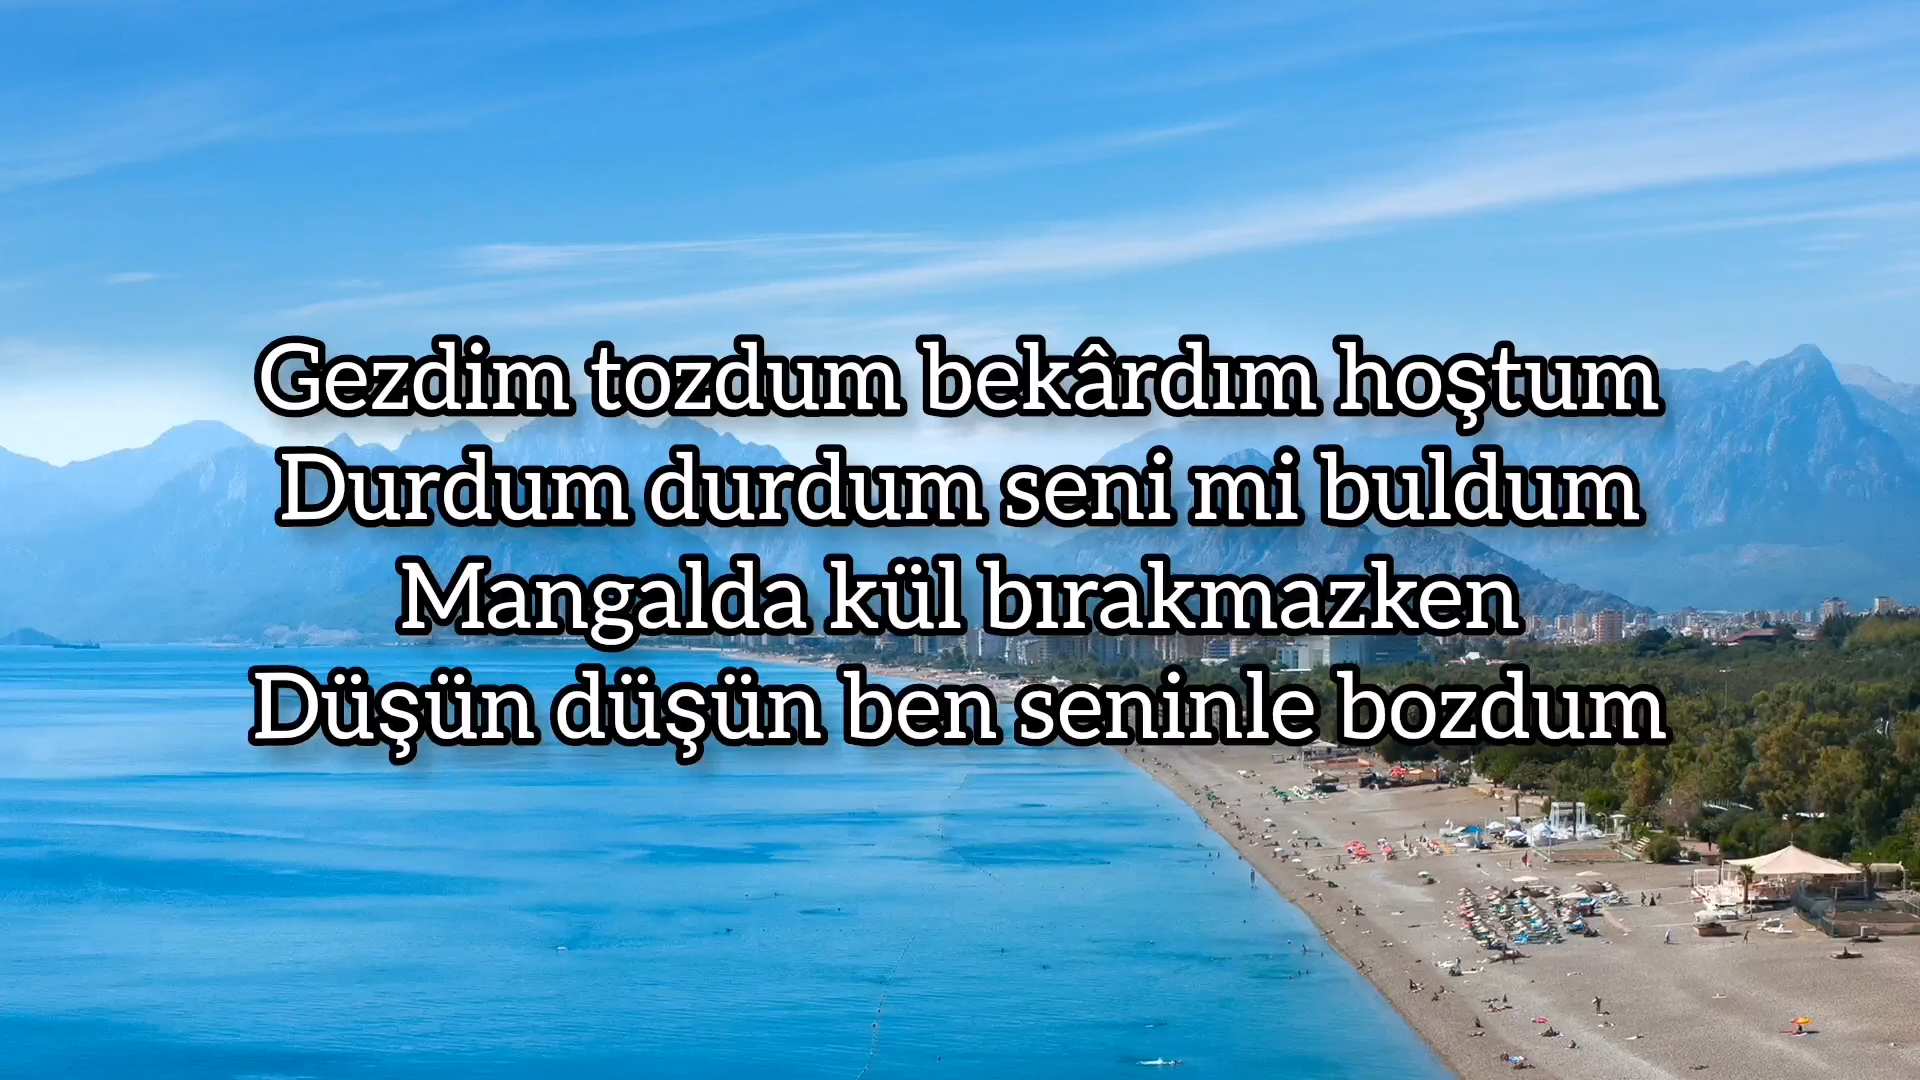 Gezdim tozdum bekârdım hoştum
Durdum durdum seni mi buldum
Mangalda kül bırakmazken
Düşün düşün ben seninle bozdum